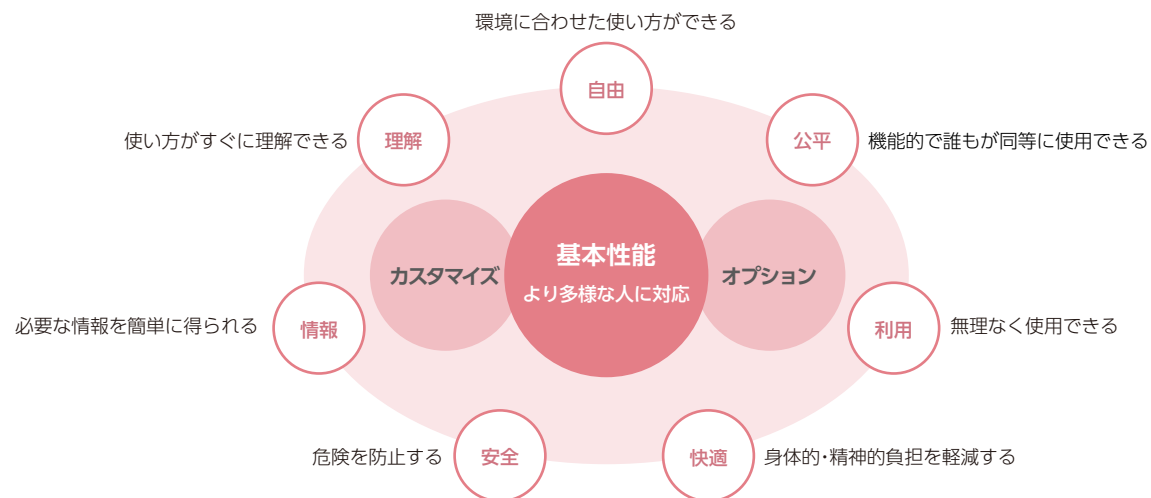 環境に合わせた使い方ができる
自由
使い方がすぐに理解できる
理解
公平
機能的で誰もが同等に使用できる
カスタマイズ
基本性能
より多様な人に対応
オプション
必要な情報を簡単に得られる
情報
利用
無理なく使用できる
危険を防止する
安全
快適
身体的・精神的負担を軽減する